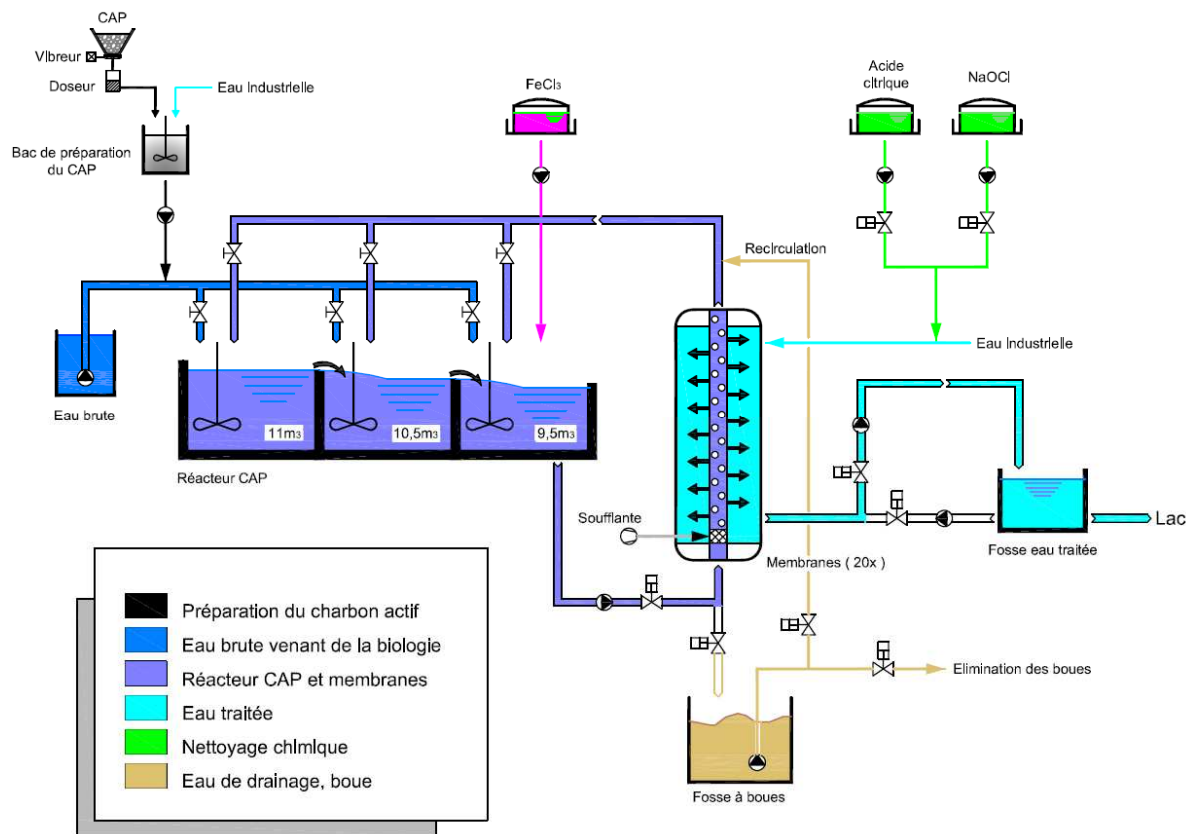 CAP
Vibreur
Doseur
Eau Industrielle
Bac de préparation
du CAP
FeCl3
Acide
citrique
NaOCl
Recirculation
Eau Industrielle
Eau brute
11m3
10,5m3
9,5m3
Réacteur CAP
Soufflante
Membranes ( 20x )
Lac
Fosse eau traitée
Elimination des boues
Fosse à boues
Préparation du charbon actif
Eau brute venant de la biologie
Réacteur CAP et membranes
Eau traitée
Nettoyage chimique
Eau de drainage, boue